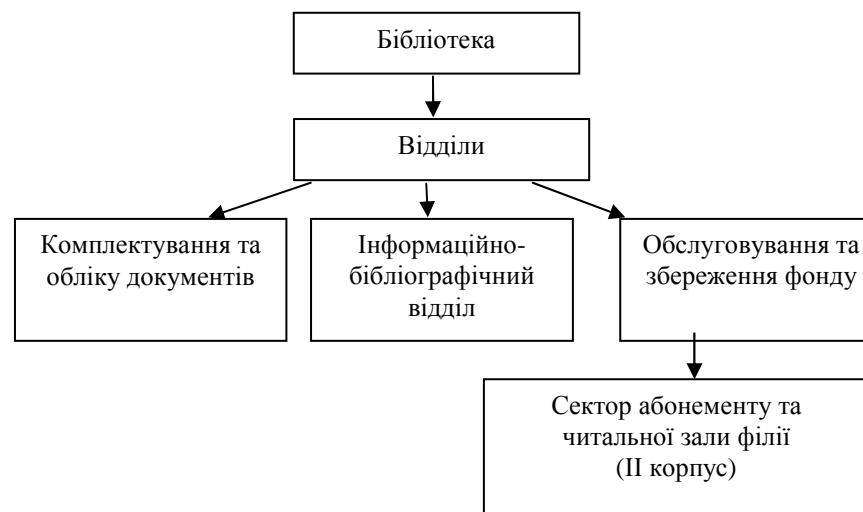 Бібліотека
Відділи
Комплектування та
обліку документів
Інформаційно-
бібліографічний
відділ
Обслуговування та
збереження фонду
Сектор абонементу та
читальної зали філії
(ІІ корпус)